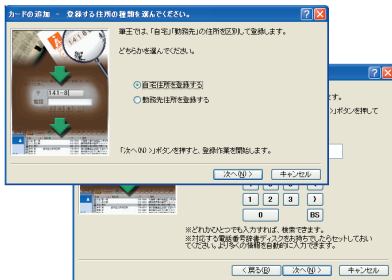 カードの追加 - 登録する住所の種類を選んでください。
筆王では、「自宅」「勤務先」の住所を区別して登録します。
どちらかを選んでください。
自宅住所を登録する
勤務先住所を登録する
「次へ(N) >」ボタンを押すと、登録作業を開始します。
次へ(N) >
キャンセル
〒 141-8
電話
す。
>」ボタンを押して
1 2 3 )
0 BS
※どれかひとつでも入力すれば、検索できます。
※対応する電話番号辞書ディスクをお持ちでしたらセットしておい
てください。より多くの情報を自動的に入力できます。
< 戻る(B)
次へ(N) >
キャンセル